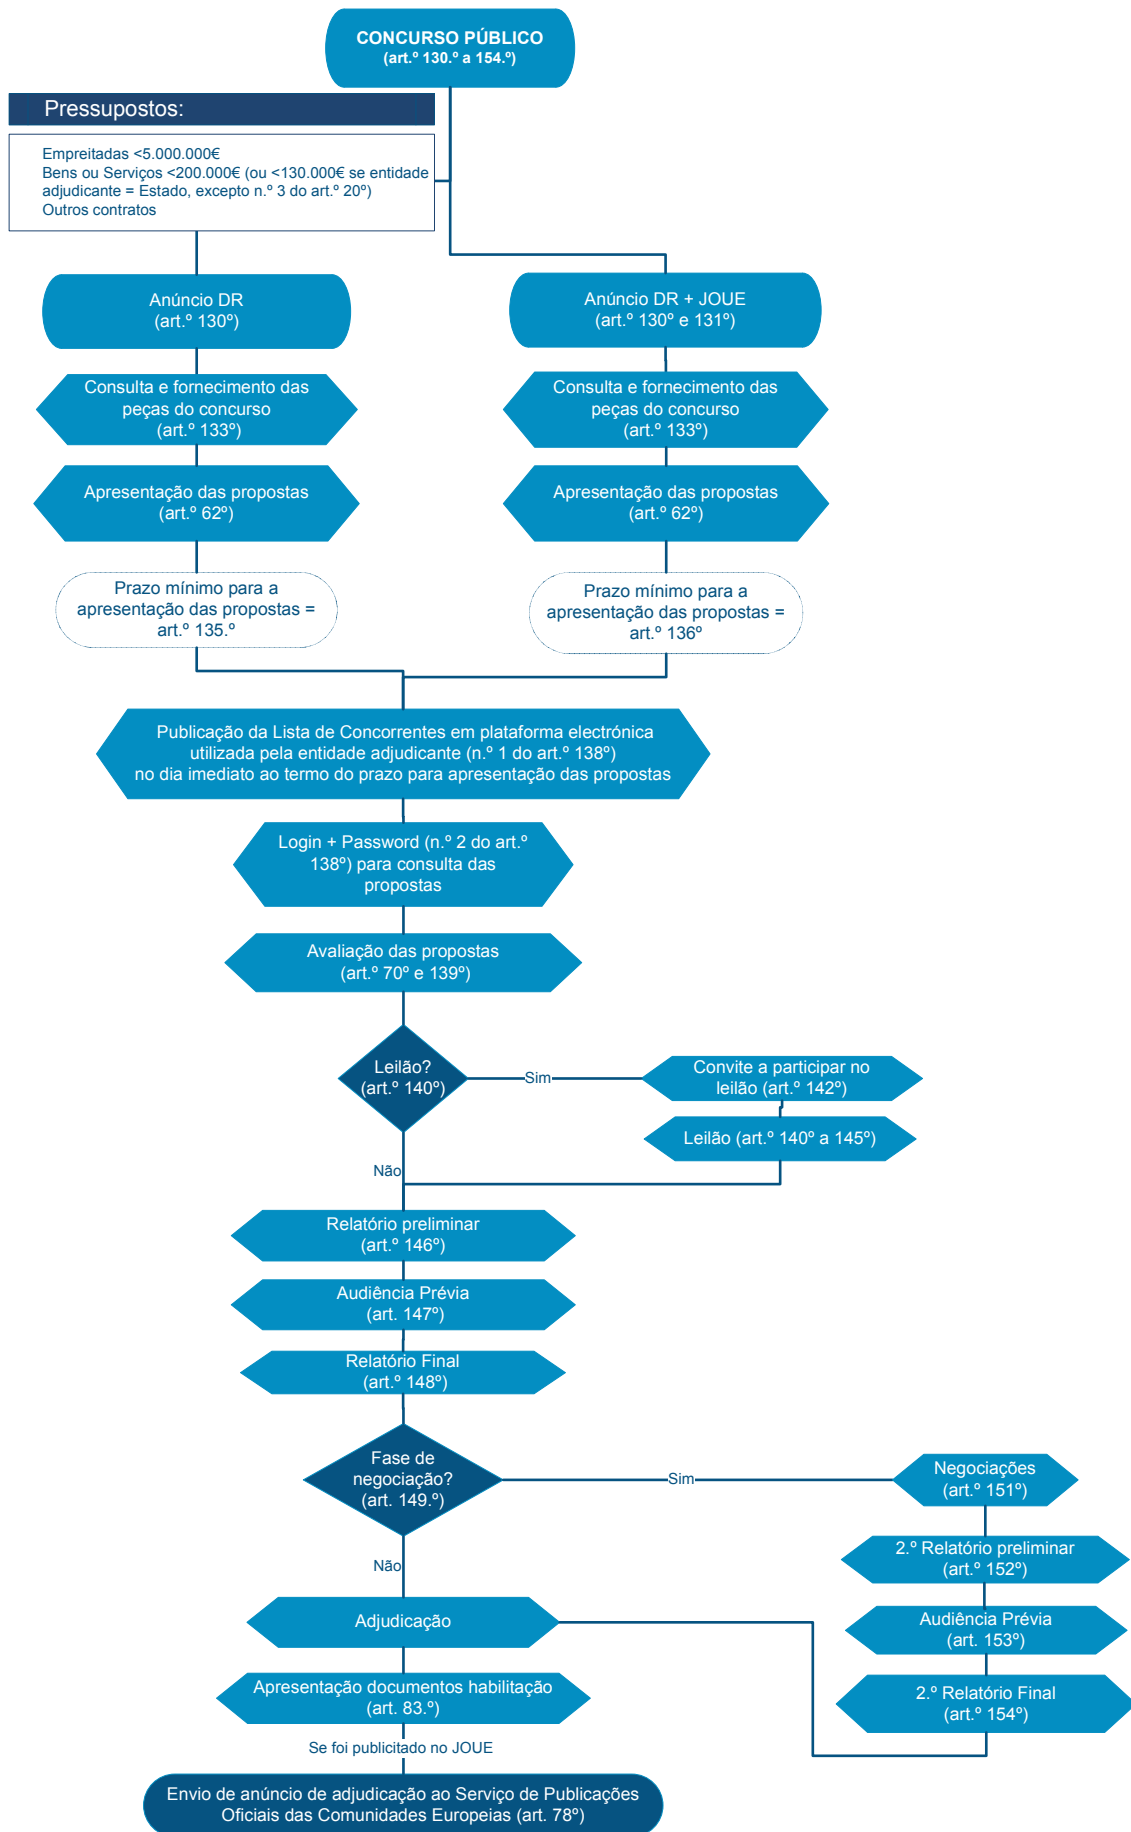 CONCURSO PÚBLICO
(art.º 130.º a 154.º)
Pressupostos:
Empreitadas <5.000.000€
Bens ou Serviços <200.000€ (ou <130.000€ se entidade
adjudicante = Estado, excepto n.º 3 do art.º 20º)
Outros contratos
Anúncio DR
(art.º 130º)
Anúncio DR + JOUE
(art.º 130º e 131º)
Consulta e fornecimento das
peças do concurso
(art.º 133º)
Consulta e fornecimento das
peças do concurso
(art.º 133º)
Apresentação das propostas
(art.º 62º)
Apresentação das propostas
(art.º 62º)
Prazo mínimo para a
apresentação das propostas =
art.º 135.º
Prazo mínimo para a
apresentação das propostas =
art.º 136º
Publicação da Lista de Concorrentes em plataforma electrónica
utilizada pela entidade adjudicante (n.º 1 do art.º 138º)
no dia imediato ao termo do prazo para apresentação das propostas
Login + Password (n.º 2 do art.º
138º) para consulta das
propostas
Avaliação das propostas
(art.º 70º e 139º)
Leilão?
(art.º 140º)
Sim
Convite a participar no
leilão (art.º 142º)
Leilão (art.º 140º a 145º)
Não
Relatório preliminar
(art.º 146º)
Audiência Prévia
(art. 147º)
Relatório Final
(art.º 148º)
Fase de
negociação?
(art. 149.º)
Sim
Negociações
(art.º 151º)
2.º Relatório preliminar
(art.º 152º)
Não
Audiência Prévia
(art. 153º)
Adjudicação
2.º Relatório Final
(art.º 154º)
Apresentação documentos habilitação
(art. 83.º)
Se foi publicitado no JOUE
Envio de anúncio de adjudicação ao Serviço de Publicações
Oficiais das Comunidades Europeias (art. 78º)